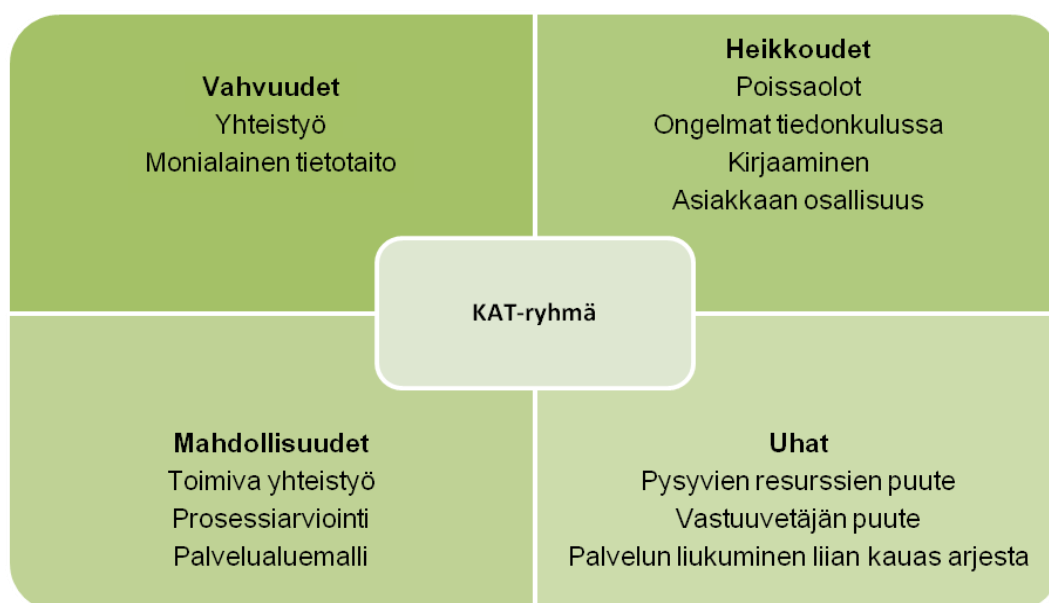 Vahvuudet
Yhteistyö
Monialainen tietotaito
Heikkoudet
Poissaolot
Ongelmat tiedonkulussa
Kirjaaminen
Asiakkaan osallisuus
KAT-ryhmä
Mahdollisuudet
Toimiva yhteistyö
Prosessiarviointi
Palvelualuemalli
Uhat
Pysyvien resurssien puute
Vastuuvetäjän puute
Palvelun liukuminen liian kauas arjesta